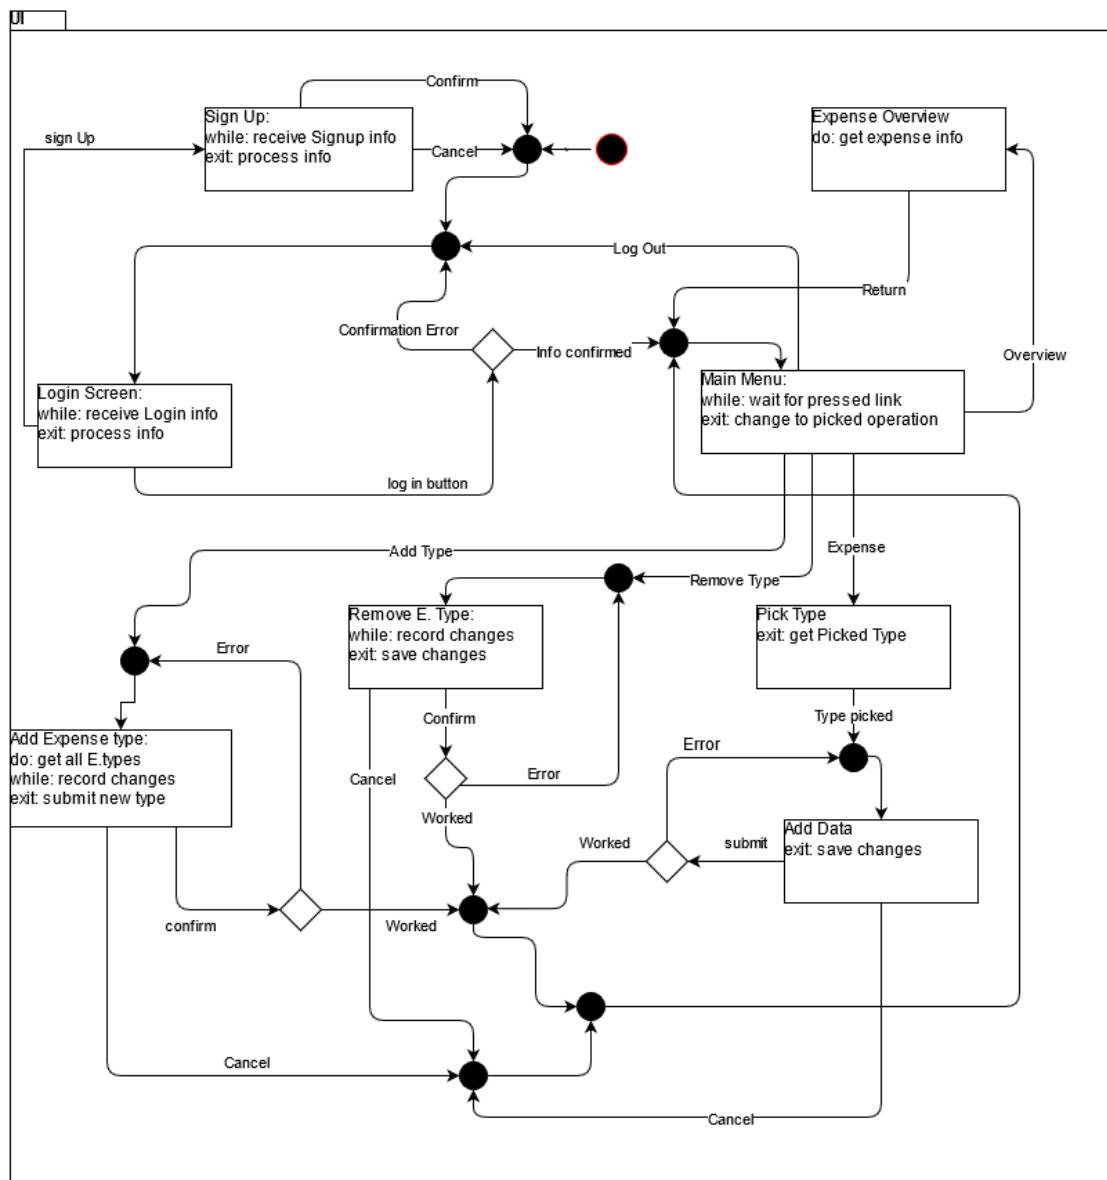 UI
Confirm
Sign Up:
while: receive Signup info
exit: process info
sign Up
Cancel
Expense Overview
do: get expense info
Log Out
Return
Confirmation Error
Info confirmed
Overview
Login Screen:
while: receive Login info
exit: process info
Main Menu:
while: wait for pressed link
exit: change to picked operation
log in button
Add Type
Expense
Remove Type
Remove E. Type:
while: record changes
exit: save changes
Pick Type
exit: get Picked Type
Error
Confirm
Type picked
Add Expense type:
do: get all E.types
while: record changes
exit: submit new type
Cancel
Error
Error
Worked
Add Data
exit: save changes
Worked
submit
confirm
Worked
Cancel
Cancel